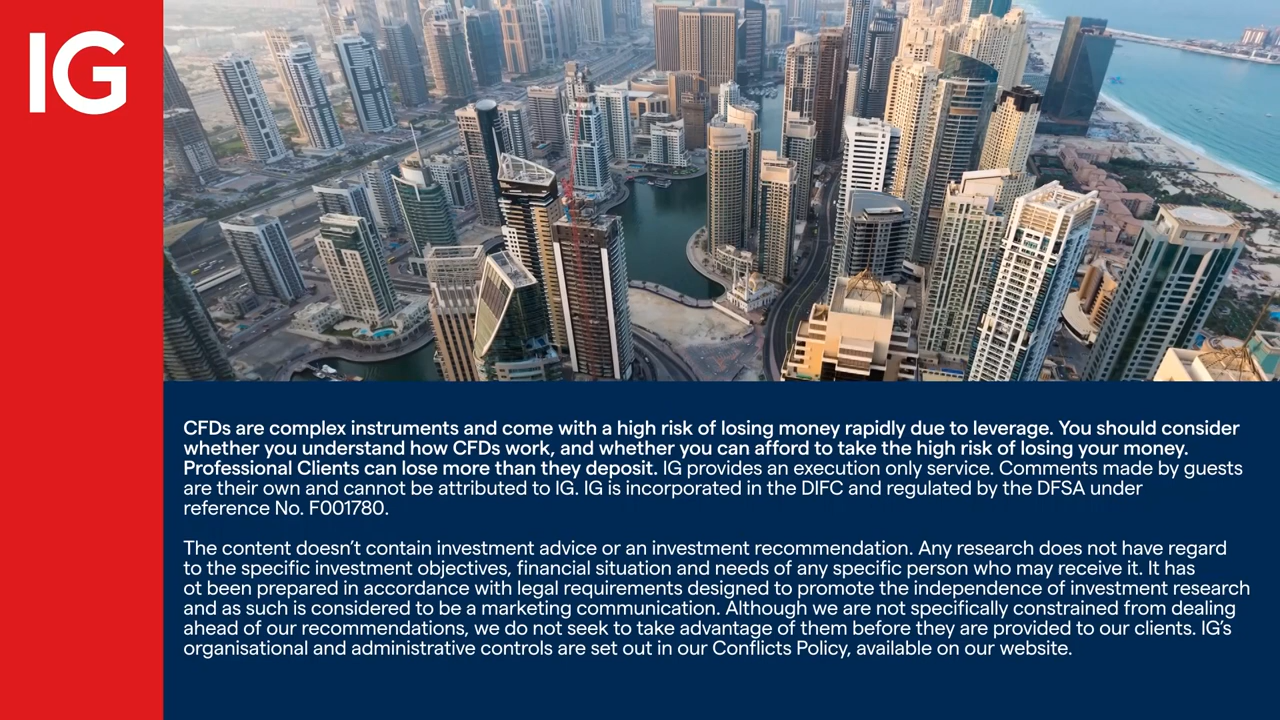 IG
CFDs are complex instruments and come with a high risk of losing money rapidly due to leverage. You should consider
whether you understand how CFDs work, and whether you can afford to take the high risk of losing your money.
Professional Clients can lose more than they deposit. IG provides an execution only service. Comments made by guests
are their own and cannot be attributed to IG. IG is incorporated in the DIFC and regulated by the DFSA under
reference No. F001780.
The content doesn’t contain investment advice or an investment recommendation. Any research does not have regard
to the specific investment objectives, financial situation and needs of any specific person who may receive it. It has
ot been prepared in accordance with legal requirements designed to promote the independence of investment research
and as such is considered to be a marketing communication. Although we are not specifically constrained from dealing
ahead of our recommendations, we do not seek to take advantage of them before they are provided to our clients. IG’s
organisational and administrative controls are set out in our Conflicts Policy, available on our website.